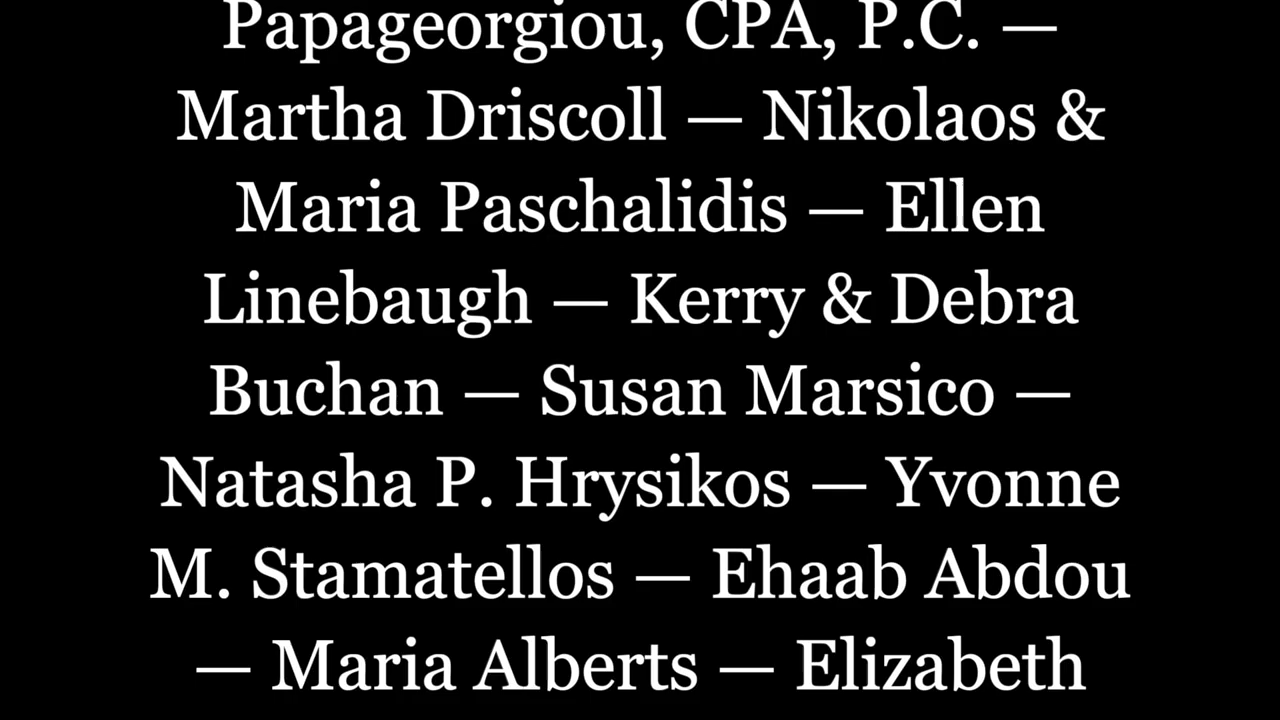 Papageorgiou, CPA, P.C. —
Martha Driscoll — Nikolaos &
Maria Paschalidis — Ellen
Linebaugh — Kerry & Debra
Buchan — Susan Marsico —
Natasha P. Hrysikos — Yvonne
M. Stamatellos — Ehaab Abdou
— Maria Alberts — Elizabeth